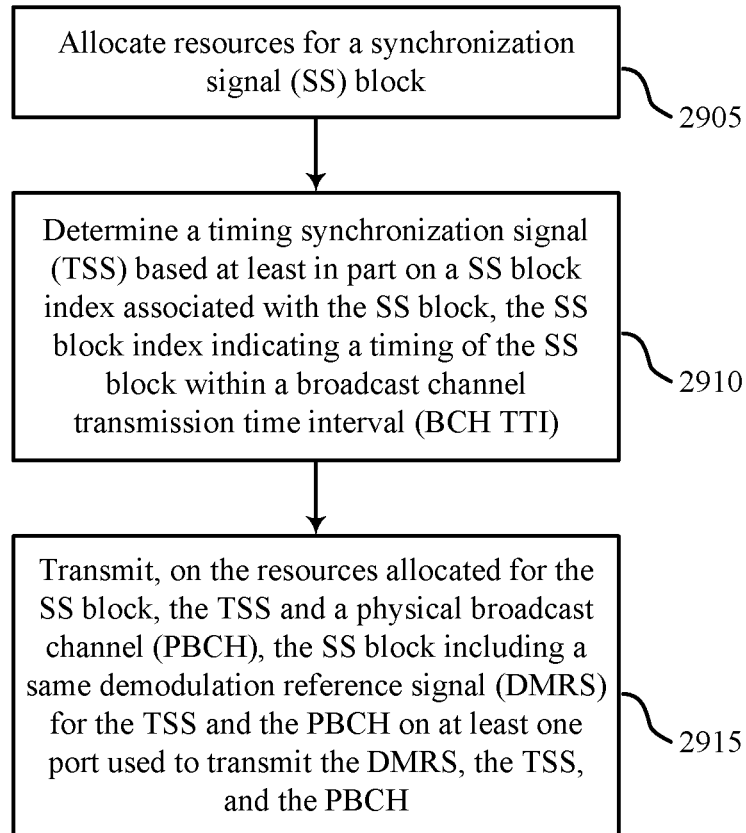 Allocate resources for a synchronization
signal (SS) block
2905
Determine a timing synchronization signal
(TSS) based at least in part on a SS block
index associated with the SS block, the SS
block index indicating a timing of the SS
block within a broadcast channel
transmission time interval (BCH TTI)
2910
Transmit, on the resources allocated for the
SS block, the TSS and a physical broadcast
channel (PBCH), the SS block including a
same demodulation reference signal (DMRS)
for the TSS and the PBCH on at least one
port used to transmit the DMRS, the TSS,
and the PBCH
2915